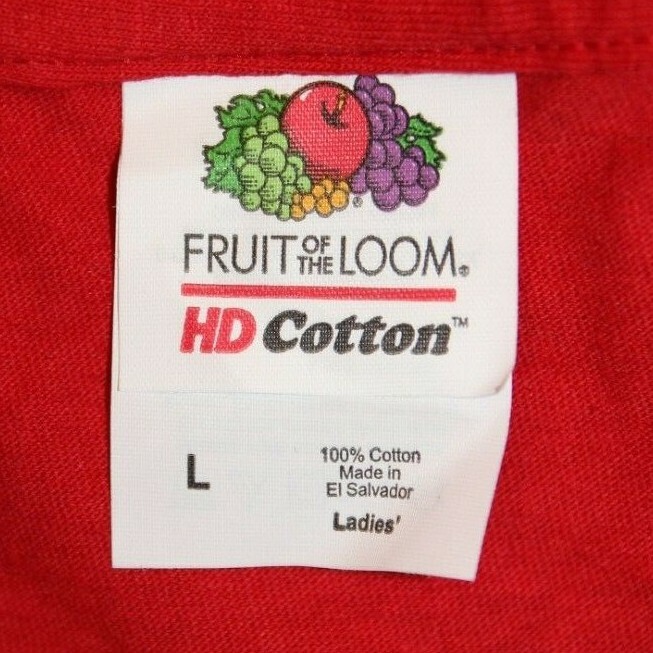 FRUIT OF THE LOOM®
HD Cotton™
L
100% Cotton
Made in
El Salvador
Ladies'